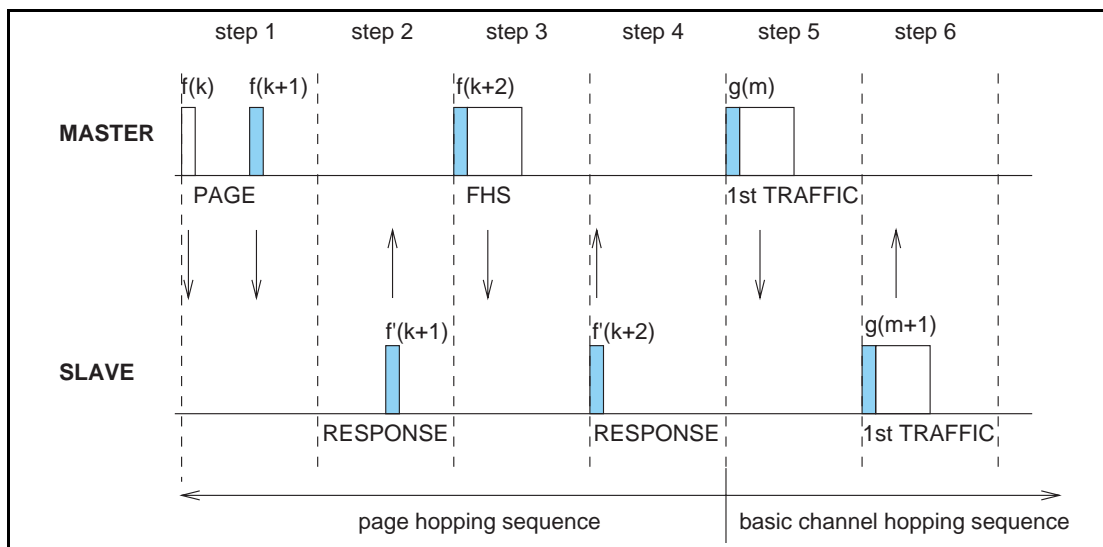 step 1 step 2 step 3 step 4 step 5 step 6
f(k) f(k+1) f(k+2) g(m)
MASTER
PAGE FHS 1st TRAFFIC
f'(k+1) f'(k+2) g(m+1)
SLAVE
RESPONSE RESPONSE 1st TRAFFIC
page hopping sequence basic channel hopping sequence